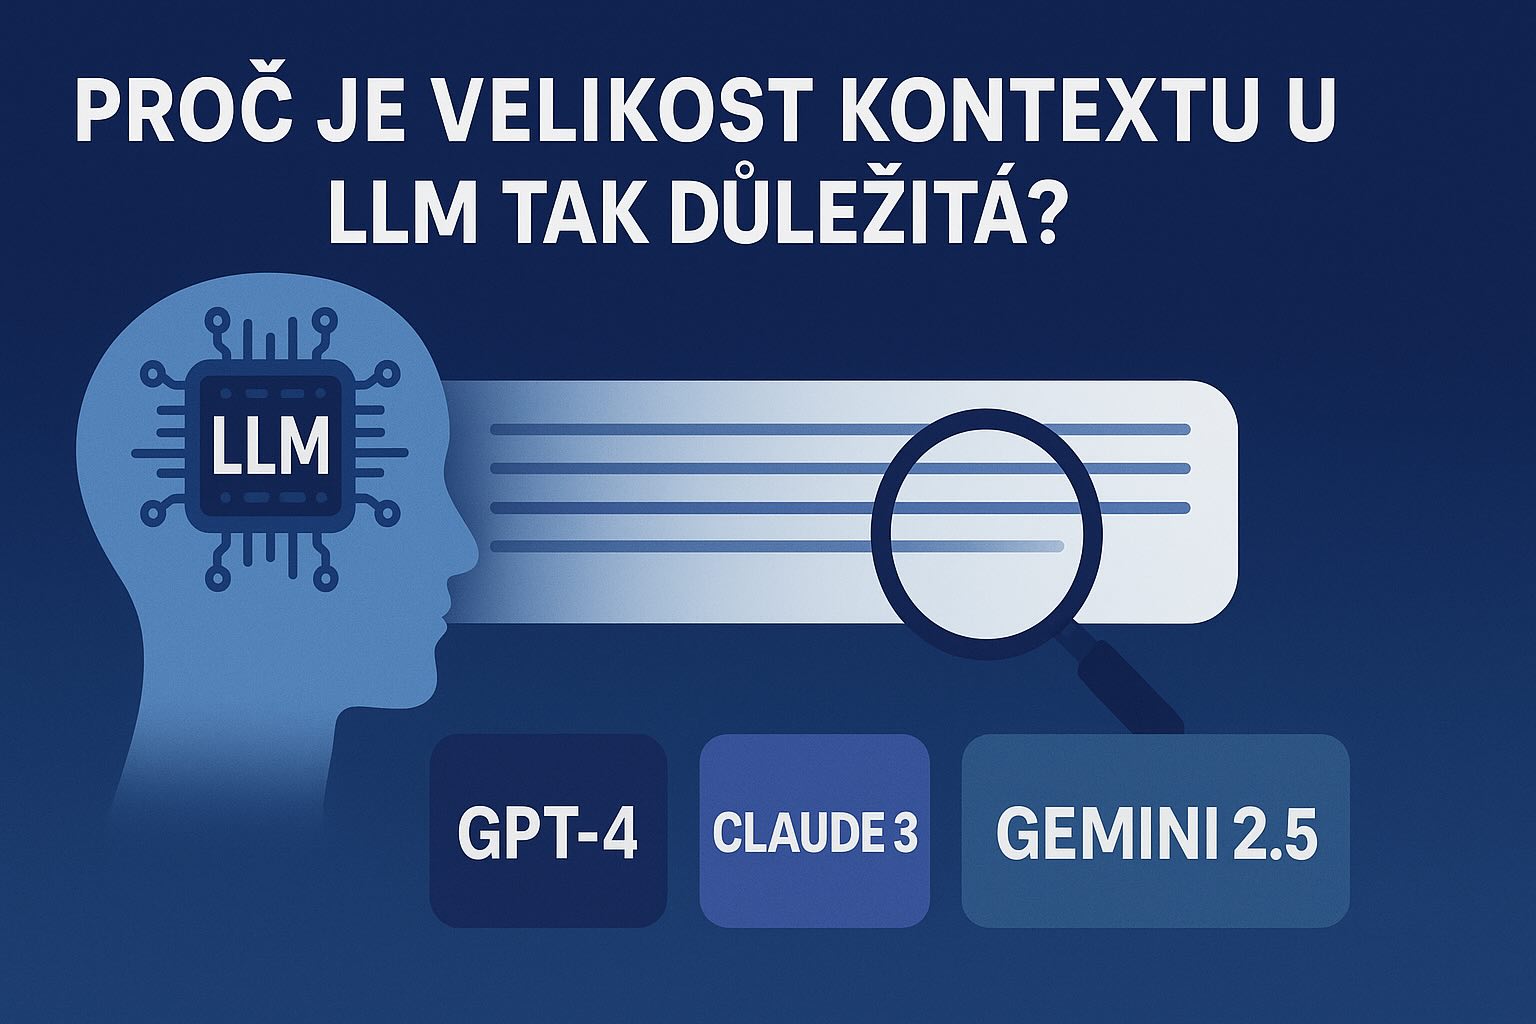 PROČ JE VELIKOST KONTEXTU U
LLM TAK DŮLEŽITÁ?
LLM
GPT-4
CLAUDE 3
GEMINI 2.5